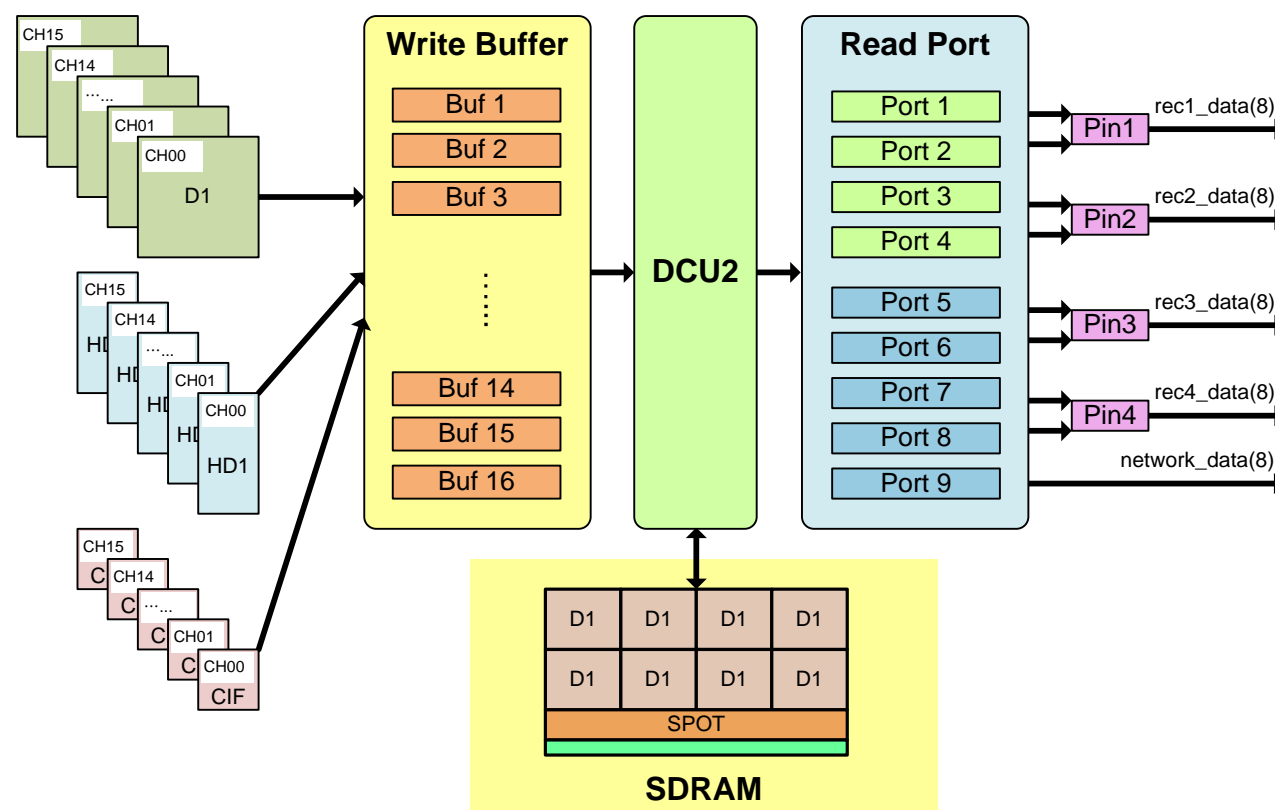 CH15
CH14
...…
CH01
CH00
D1
CH15
HD
CH14
HD
...…
HD
CH01
HD
CH00
HD1
CH15
C
CH14
C
...…
C
CH01
C
CH00
CIF
Write Buffer
Buf 1
Buf 2
Buf 3
......
Buf 14
Buf 15
Buf 16
DCU2
Read Port
Port 1
Port 2
Port 3
Port 4
Port 5
Port 6
Port 7
Port 8
Port 9
Pin1
Pin2
Pin3
Pin4
rec1_data(8)
rec2_data(8)
rec3_data(8)
rec4_data(8)
network_data(8)
D1 D1 D1 D1
D1 D1 D1 D1
SPOT
SDRAM